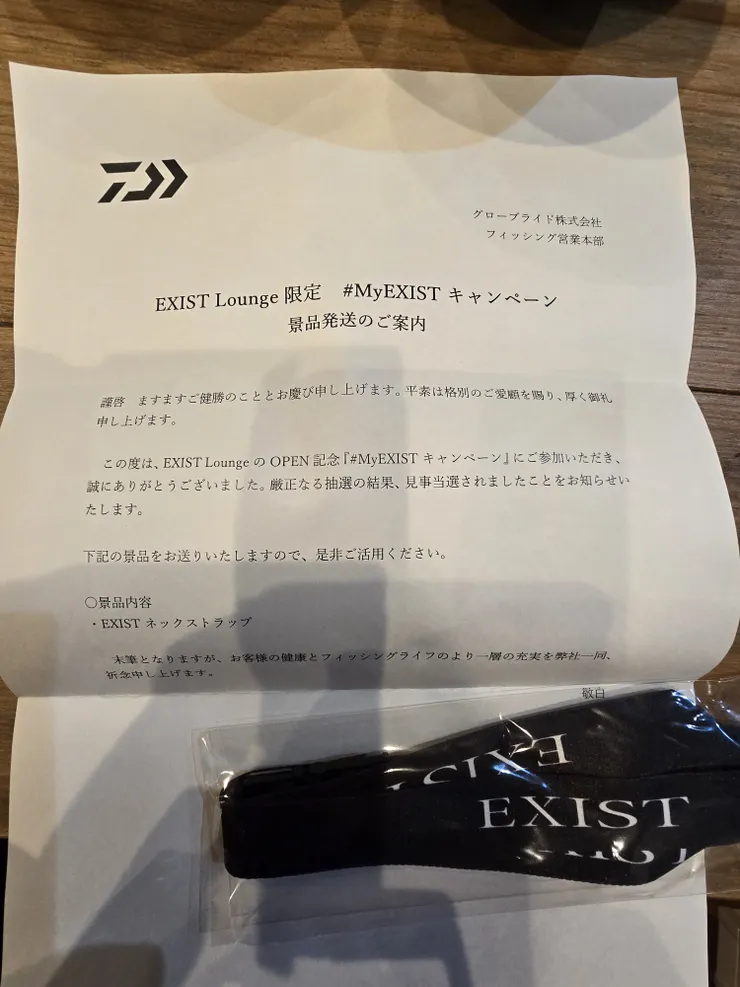 グローブライド株式会社
フィッシング営業本部
EXIST Lounge 限定　#MyEXIST キャンペーン
景品発送のご案内
謹啓　ますますご健勝のこととお慶び申し上げます。平素は格別のご愛顧を賜り、厚く御礼
申し上げます。
この度は、EXIST Lounge の OPEN 記念『#MyEXIST キャンペーン』にご参加いただき、
誠にありがとうございました。厳正なる抽選の結果、見事当選されましたことをお知らせい
たします。
下記の景品をお送りいたしますので、是非ご活用ください。
〇景品内容
・EXIST ネックストラップ
末筆となりますが、お客様の健康とフィッシングライフのより一層の充実を弊社一同、
祈念申し上げます。
敬白
EXIST
EXIST